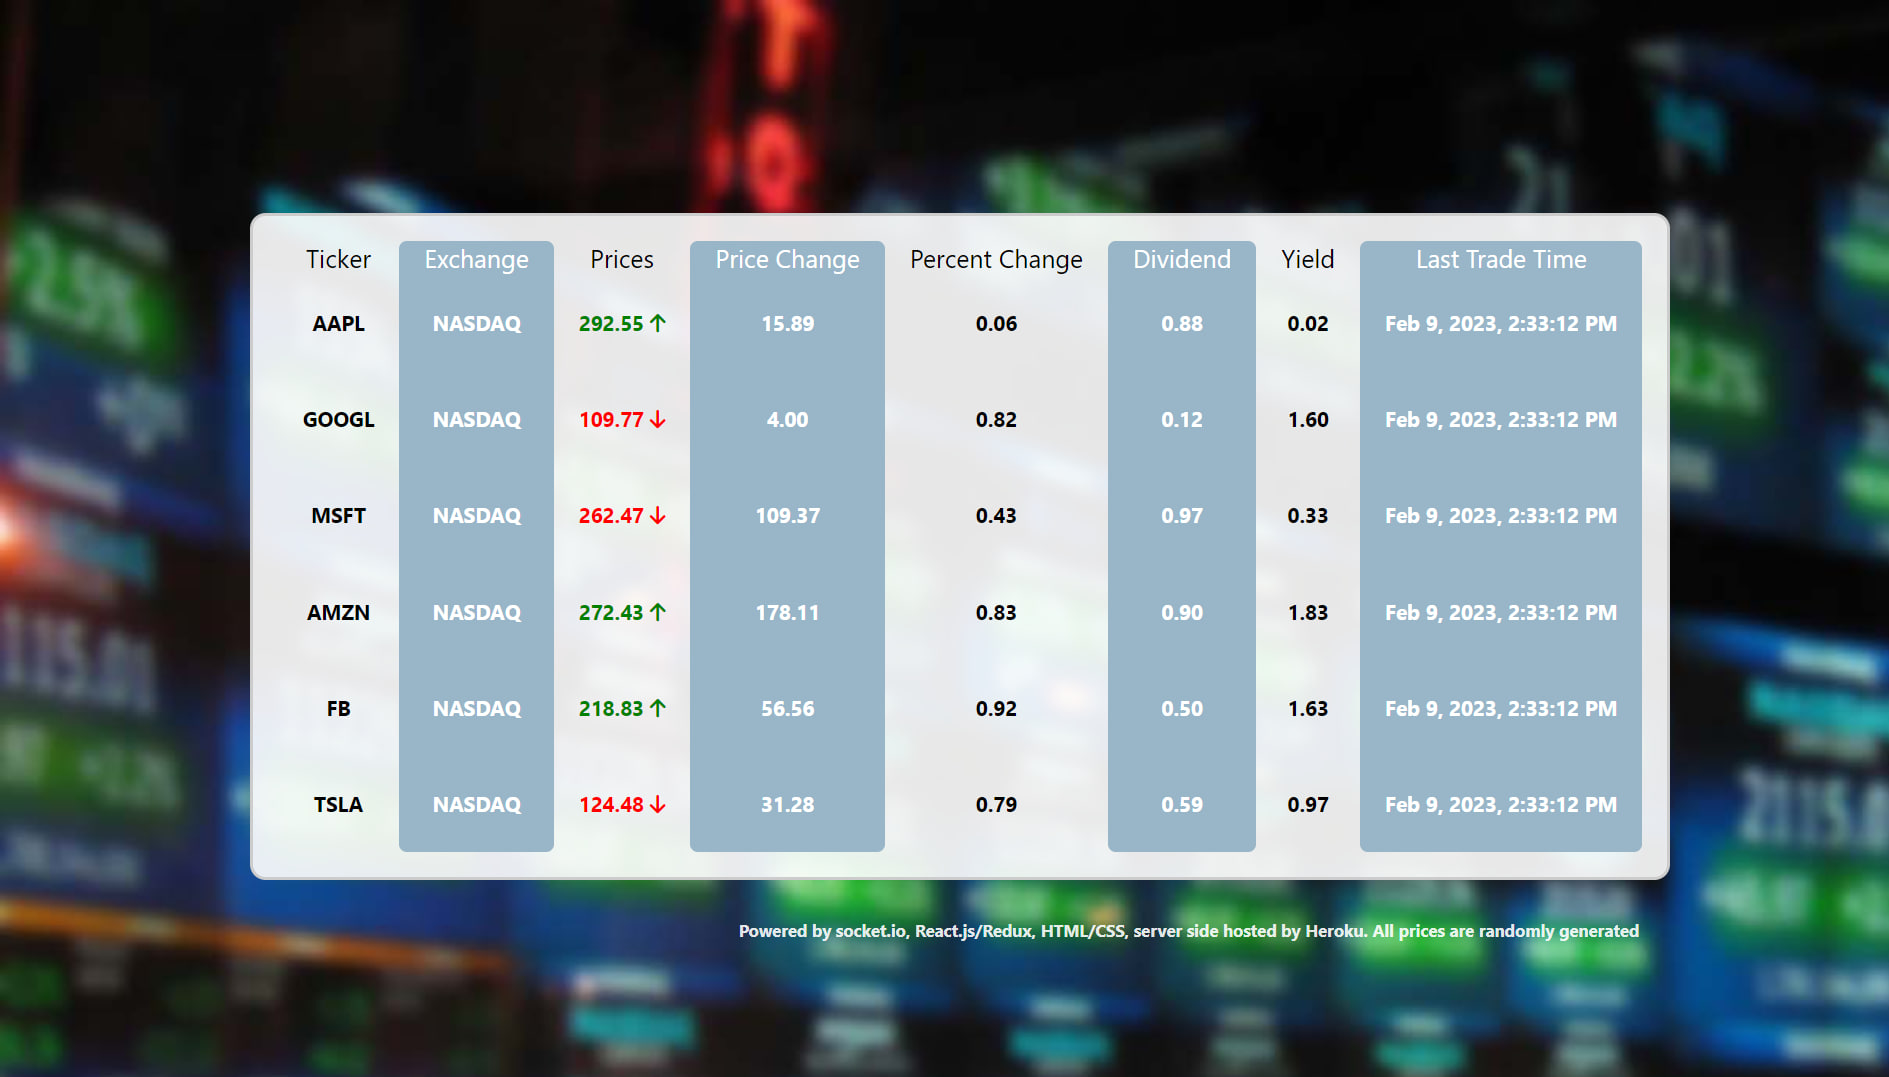 Ticker Exchange Prices Price Change Percent Change Dividend Yield Last Trade Time
AAPL NASDAQ 292.55 ↑ 15.89 0.06 0.88 0.02 Feb 9, 2023, 2:33:12 PM
GOOGL NASDAQ 109.77 ↓ 4.00 0.82 0.12 1.60 Feb 9, 2023, 2:33:12 PM
MSFT NASDAQ 262.47 ↓ 109.37 0.43 0.97 0.33 Feb 9, 2023, 2:33:12 PM
AMZN NASDAQ 272.43 ↑ 178.11 0.83 0.90 1.83 Feb 9, 2023, 2:33:12 PM
FB NASDAQ 218.83 ↑ 56.56 0.92 0.50 1.63 Feb 9, 2023, 2:33:12 PM
TSLA NASDAQ 124.48 ↓ 31.28 0.79 0.59 0.97 Feb 9, 2023, 2:33:12 PM
Powered by socket.io, React.js/Redux, HTML/CSS, server side hosted by Heroku. All prices are randomly generated